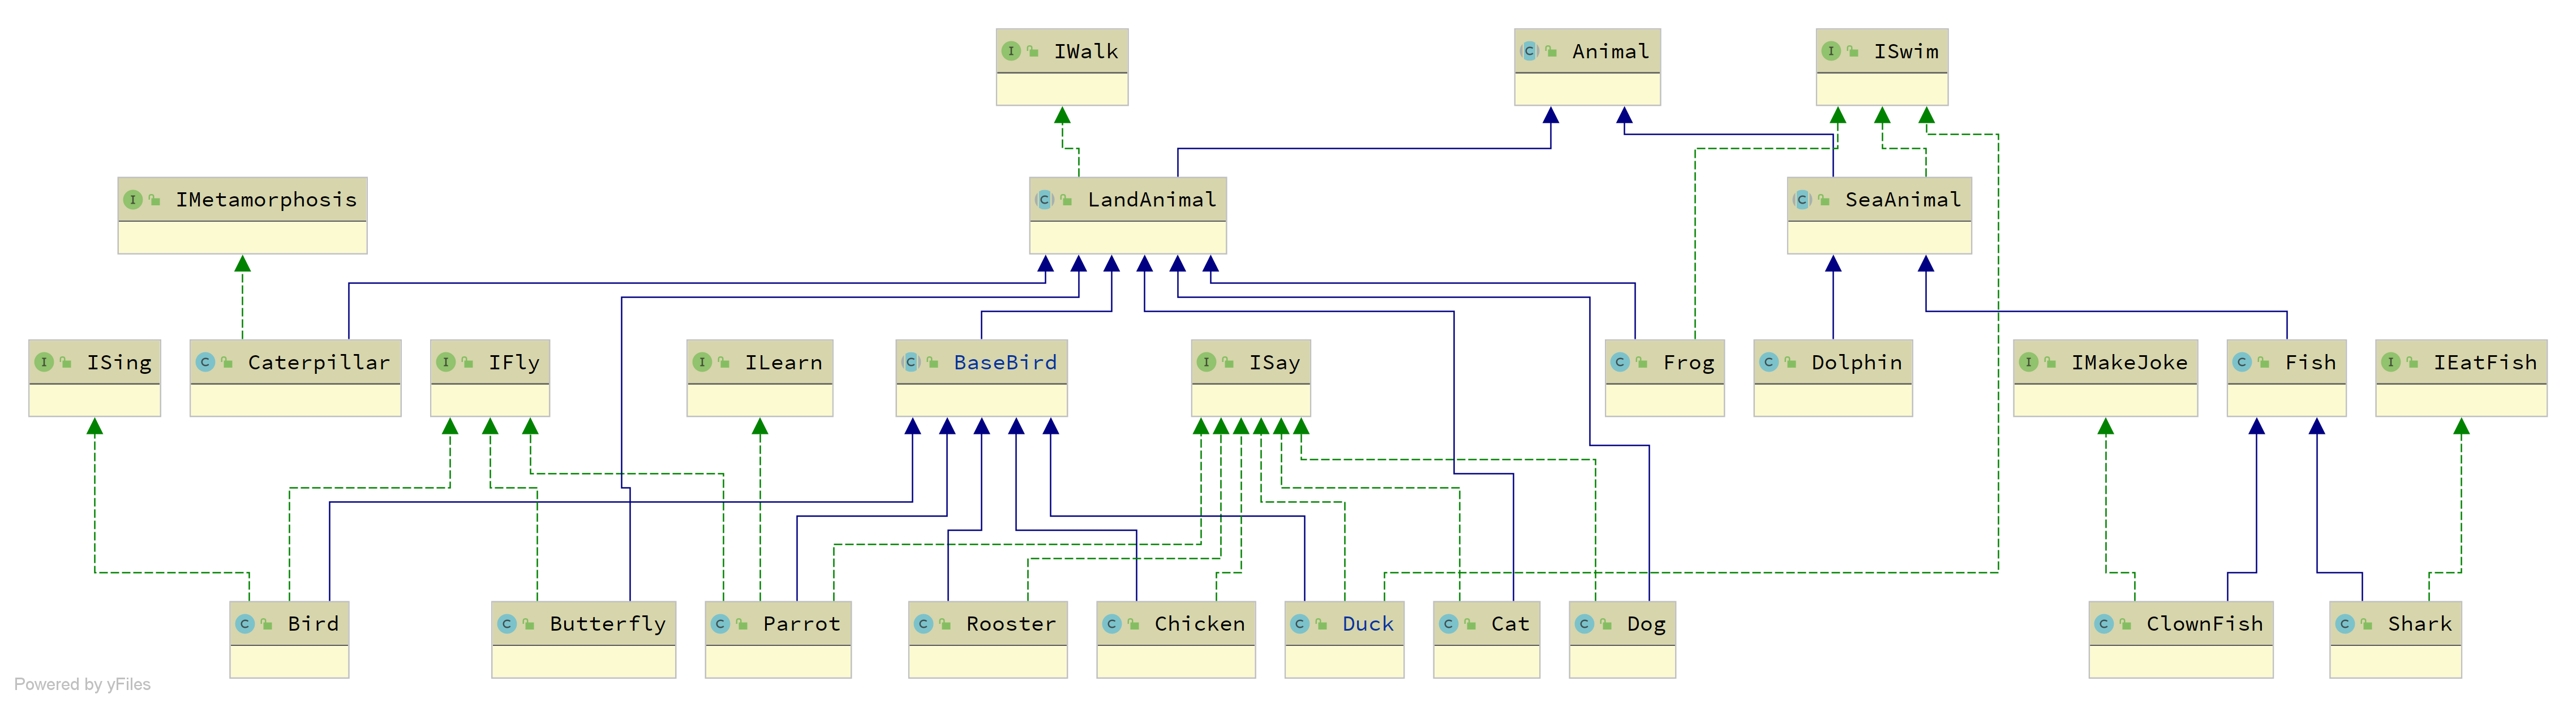 IWalk
Animal
ISwim
IMetamorphosis
LandAnimal
SeaAnimal
ISing
Caterpillar
IFly
ILearn
BaseBird
ISay
Frog
Dolphin
IMakeJoke
Fish
IEatFish
Bird
Butterfly
Parrot
Rooster
Chicken
Duck
Cat
Dog
ClownFish
Shark
Powered by yFiles